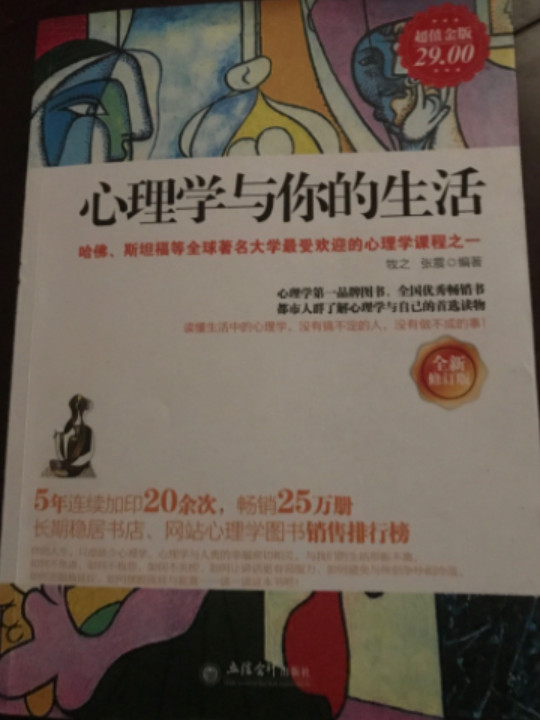 超值金版
29.00
心理学与你的生活
哈佛、斯坦福等全球著名大学最受欢迎的心理学课程之一
牧之 张震◎编著
心理学第一品牌图书，全国优秀畅销书
都市人群了解心理学与自己的首选读物
读懂生活中的心理学，没有搞不定的人，没有做不成的事！
全新
修订版
5年连续加印20余次，畅销25万册
长期稳居书店、网站心理学图书销售排行榜
立信会计出版社